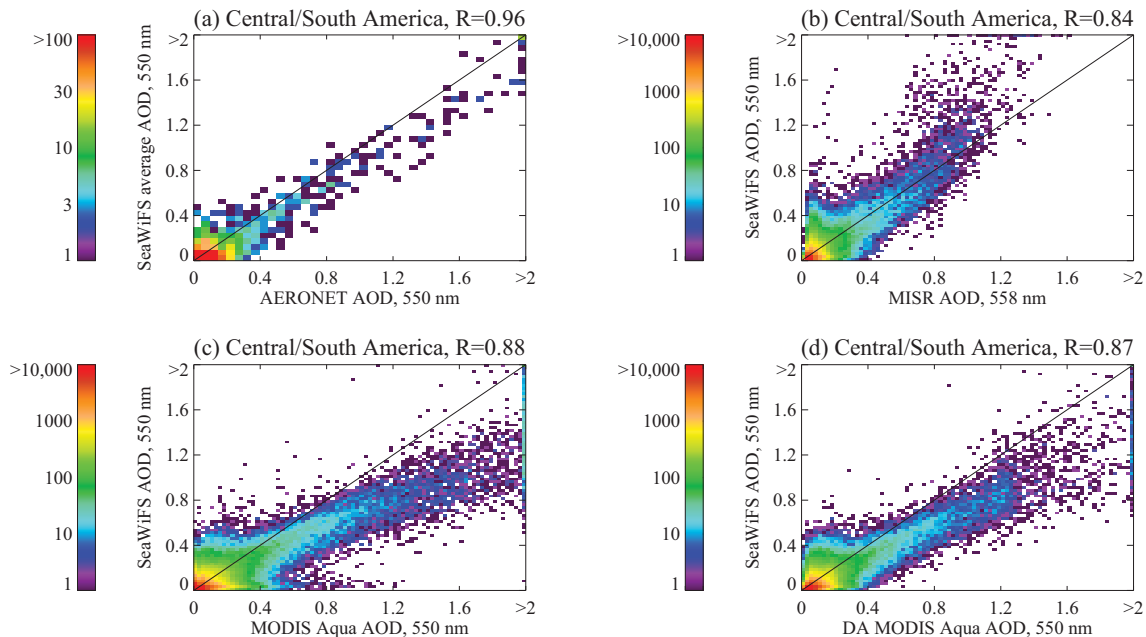 (a) Central/South America, R=0.96
>100
30
10
3
1
SeaWiFS average AOD, 550 nm
>2
1.6
1.2
0.8
0.4
0
0 0.4 0.8 1.2 1.6 >2
AERONET AOD, 550 nm
(b) Central/South America, R=0.84
>10,000
1000
100
10
1
SeaWiFS AOD, 550 nm
>2
1.6
1.2
0.8
0.4
0
0 0.4 0.8 1.2 1.6 >2
MISR AOD, 558 nm
(c) Central/South America, R=0.88
>10,000
1000
100
10
1
SeaWiFS AOD, 550 nm
>2
1.6
1.2
0.8
0.4
0
0 0.4 0.8 1.2 1.6 >2
MODIS Aqua AOD, 550 nm
(d) Central/South America, R=0.87
>10,000
1000
100
10
1
SeaWiFS AOD, 550 nm
>2
1.6
1.2
0.8
0.4
0
0 0.4 0.8 1.2 1.6 >2
DA MODIS Aqua AOD, 550 nm